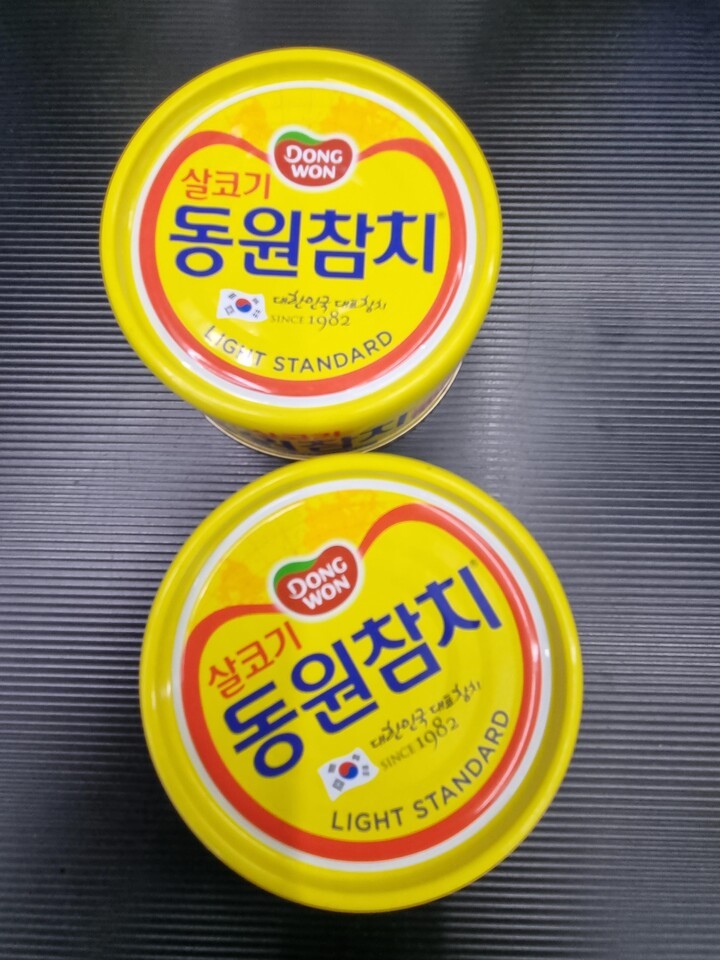 DONG
WON
살코기
동원참치
대한민국 대표참치
SINCE 1982
LIGHT STANDARD
DONG
WON
살코기
동원참치
대한민국 대표참치
SINCE 1982
LIGHT STANDARD